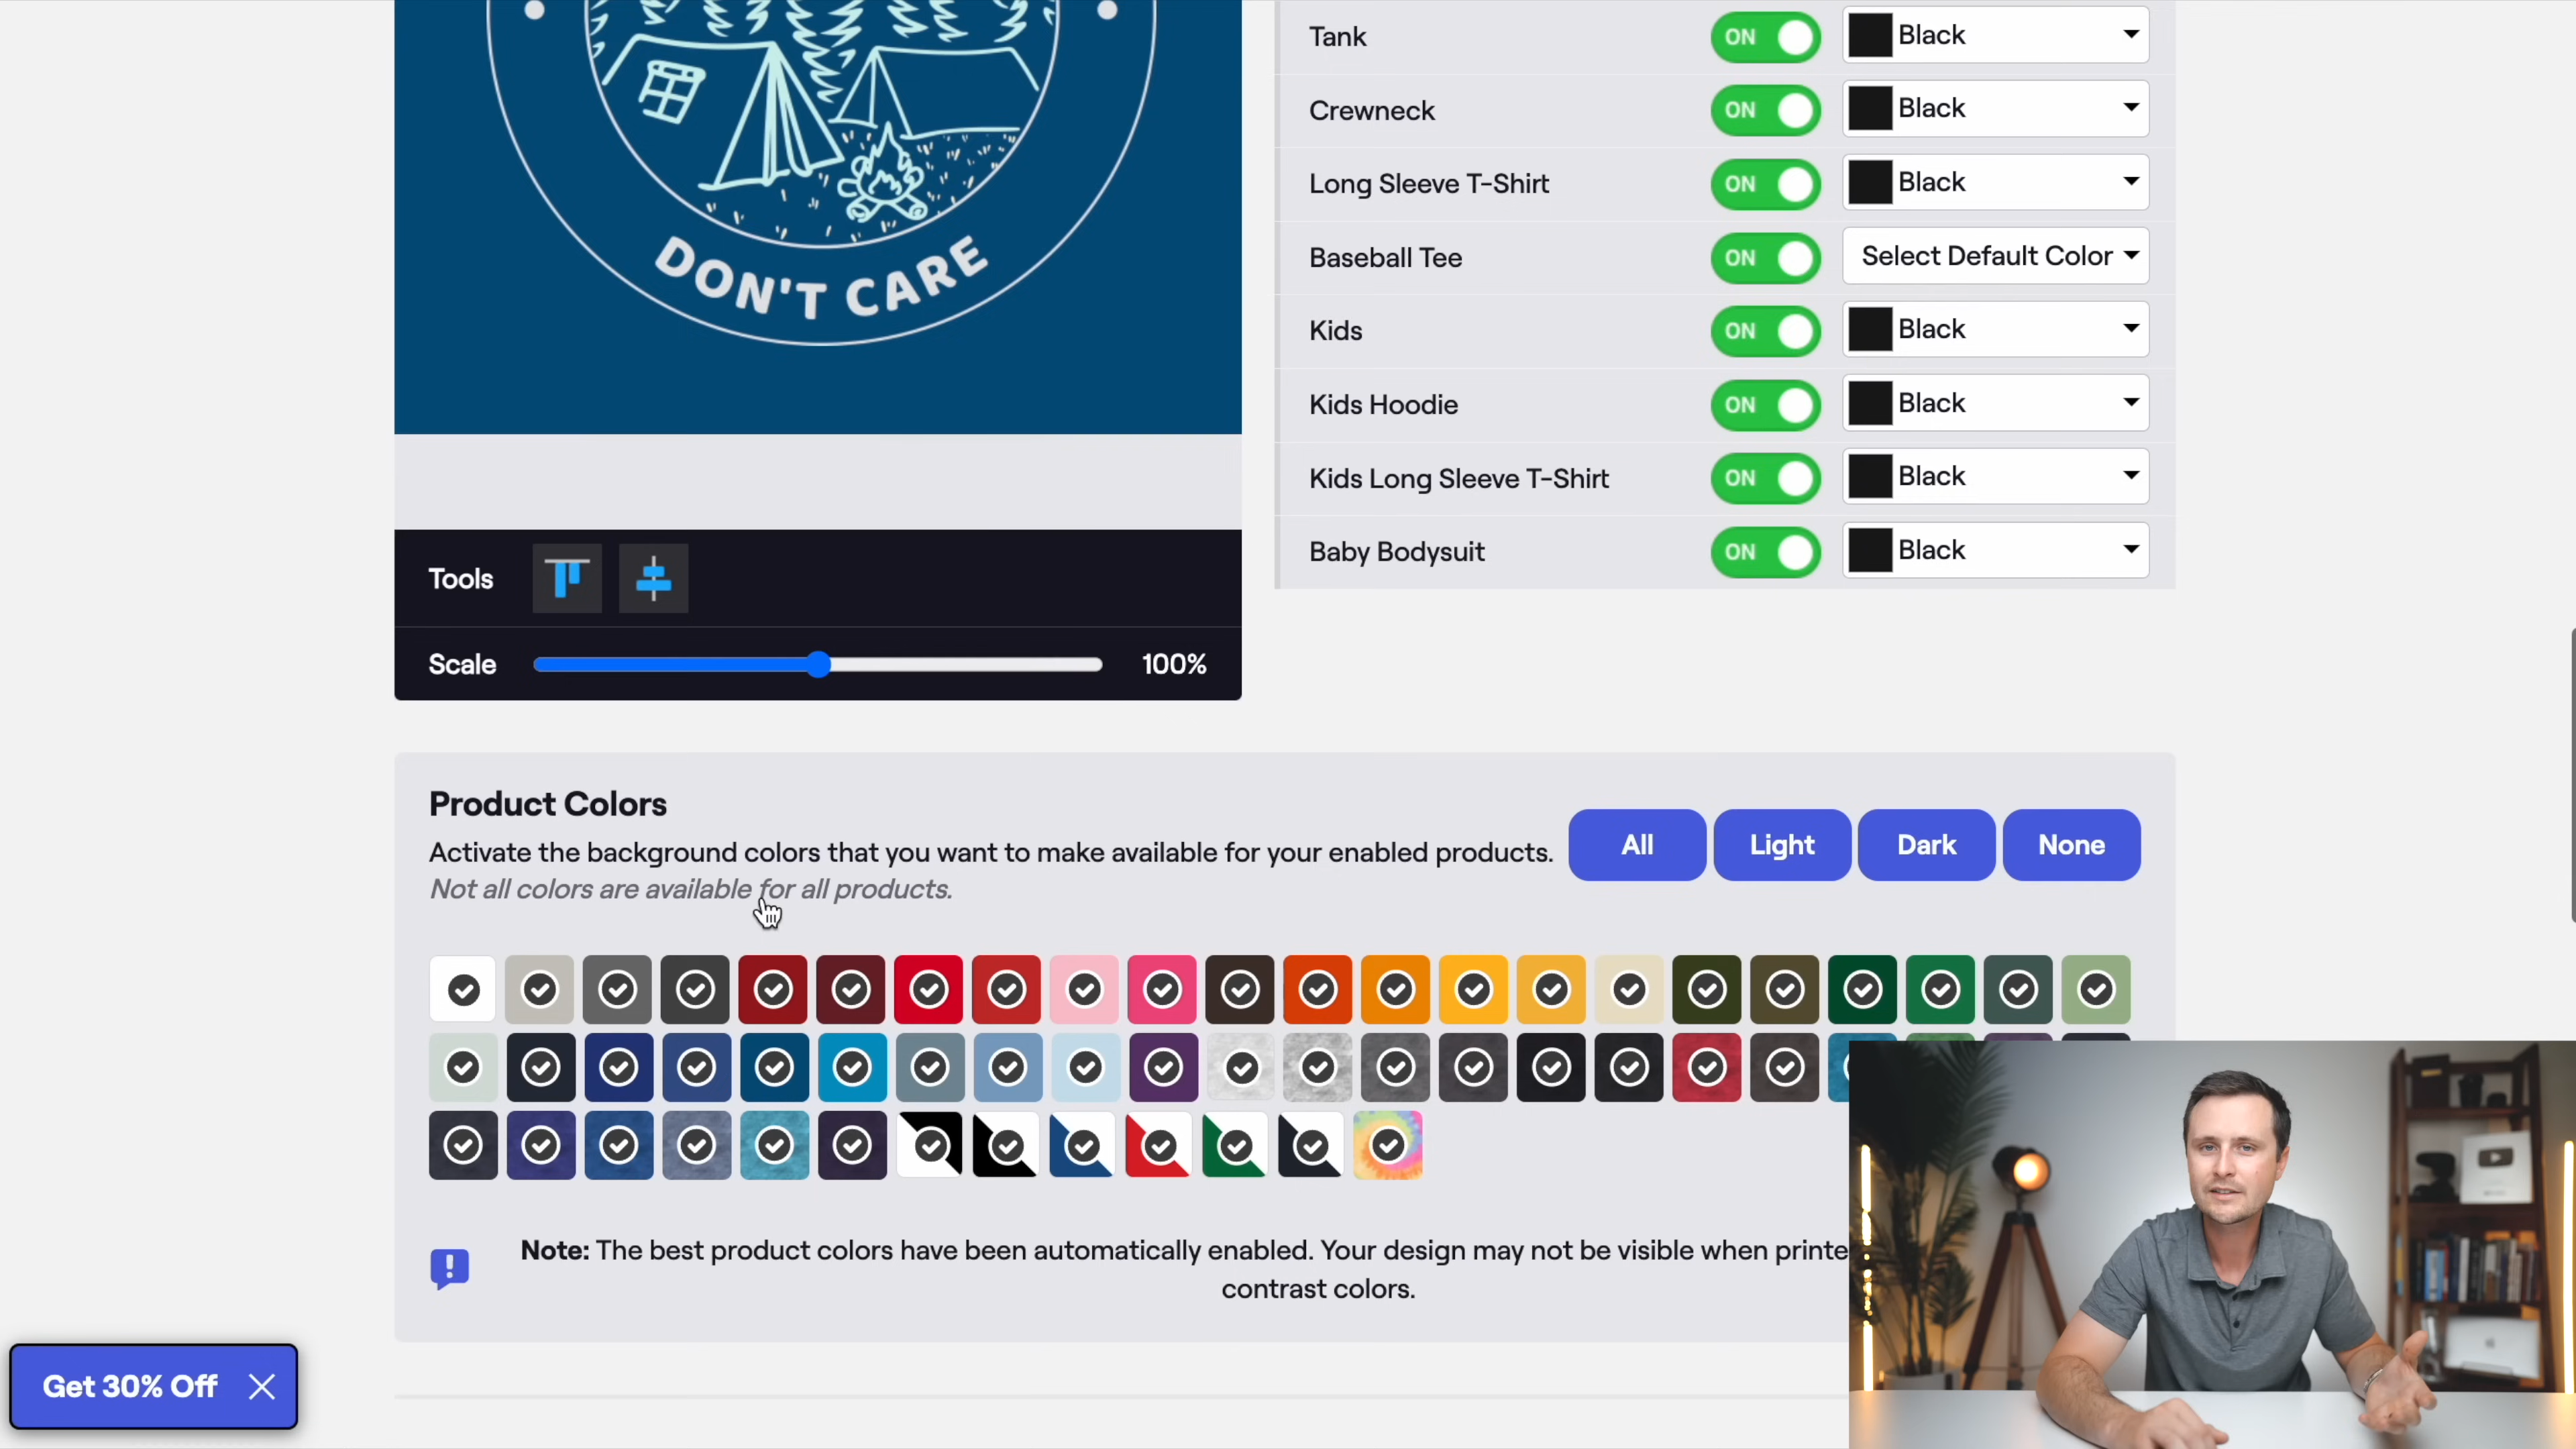 DON'T CARE
Tools
Scale 100%
Tank ON Black
Crewneck ON Black
Long Sleeve T-Shirt ON Black
Baseball Tee ON Select Default Color
Kids ON Black
Kids Hoodie ON Black
Kids Long Sleeve T-Shirt ON Black
Baby Bodysuit ON Black
Product Colors
Activate the background colors that you want to make available for your enabled products.
Not all colors are available for all products.
All Light Dark None
Note: The best product colors have been automatically enabled. Your design may not be visible when printe
contrast colors.
Get 30% Off